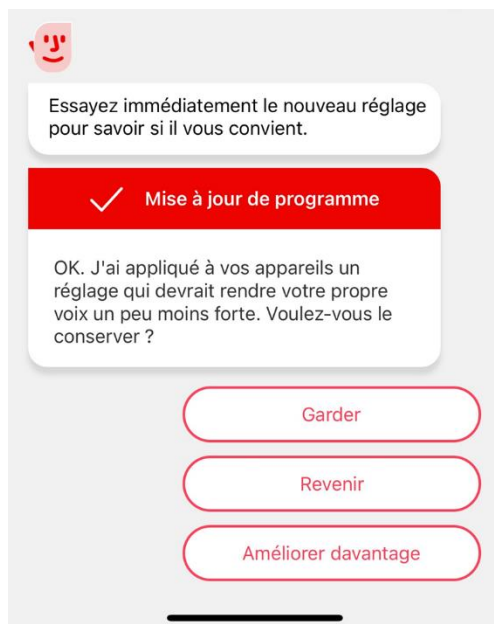 Essayez immédiatement le nouveau réglage
pour savoir si il vous convient.
Mise à jour de programme
OK. J'ai appliqué à vos appareils un
réglage qui devrait rendre votre propre
voix un peu moins forte. Voulez-vous le
conserver ?
Garder
Revenir
Améliorer davantage